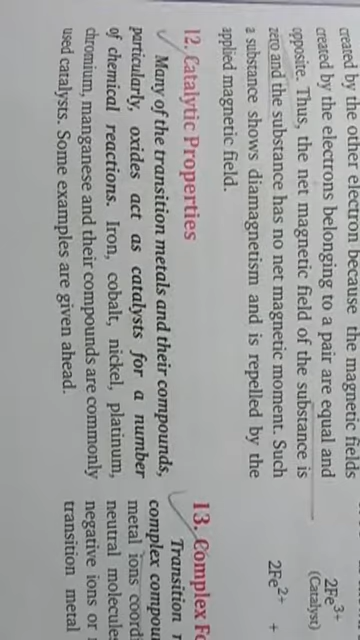 created by the other electron because the magnetic fields
created by the electrons belonging to a pair are equal and
opposite. Thus, the net magnetic field of the substance is
zero and the substance has no net magnetic moment. Such
a substance shows diamagnetism and is repelled by the
applied magnetic field.
12. Catalytic Properties
Many of the transition metals and their compounds,
particularly, oxides act as catalysts for a number
of chemical reactions. Iron, cobalt, nickel, platinum,
chromium, manganese and their compounds are commonly
used catalysts. Some examples are given ahead.
2Fe³⁺
(Catalyst)
2Fe²⁺ +
13. Complex Fo
Transition
complex compou
metal ions coordi
neutral molecules
negative ions or
transition metal